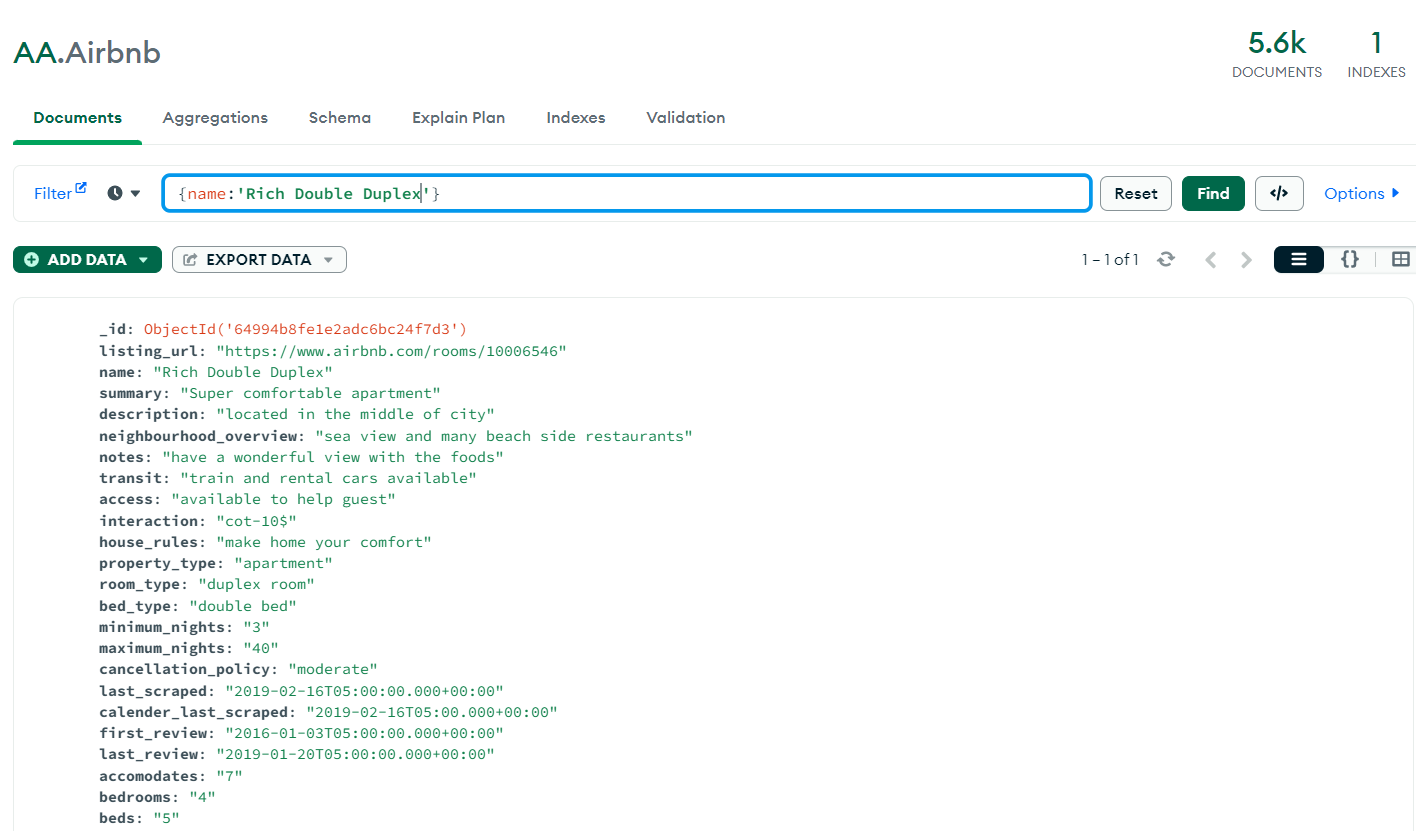 AA.Airbnb
5.6k 1
DOCUMENTS INDEXES
Documents Aggregations Schema Explain Plan Indexes Validation
Filter {name:'Rich Double Duplex'} Reset Find </> Options
ADD DATA EXPORT DATA 1 – 1 of 1 {}
_id: ObjectId('64994b8fe1e2adc6bc24f7d3')
listing_url: "https://www.airbnb.com/rooms/10006546"
name: "Rich Double Duplex"
summary: "Super comfortable apartment"
description: "located in the middle of city"
neighbourhood_overview: "sea view and many beach side restaurants"
notes: "have a wonderful view with the foods"
transit: "train and rental cars available"
access: "available to help guest"
interaction: "cot-10$"
house_rules: "make home your comfort"
property_type: "apartment"
room_type: "duplex room"
bed_type: "double bed"
minimum_nights: "3"
maximum_nights: "40"
cancellation_policy: "moderate"
last_scraped: "2019-02-16T05:00:00.000+00:00"
calender_last_scraped: "2019-02-16T05:00.000+00:00"
first_review: "2016-01-03T05:00:00.000+00:00"
last_review: "2019-01-20T05:00:00.000+00:00"
accomodates: "7"
bedrooms: "4"
beds: "5"